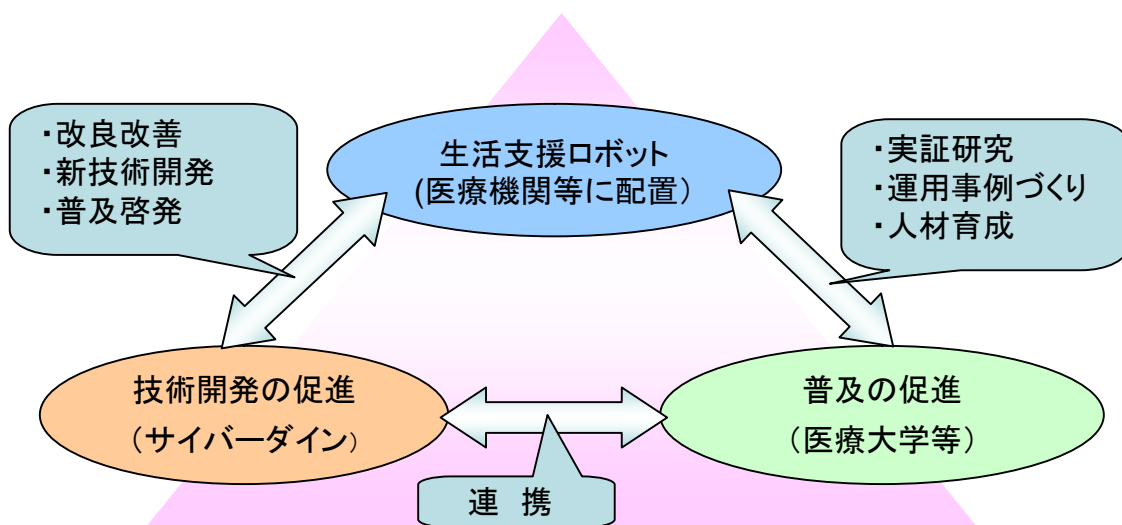 ・改良改善
・新技術開発
・普及啓発
生活支援ロボット
(医療機関等に配置)
・実証研究
・運用事例づくり
・人材育成
技術開発の促進
(サイバーダイン)
普及の促進
(医療大学等)
連 携